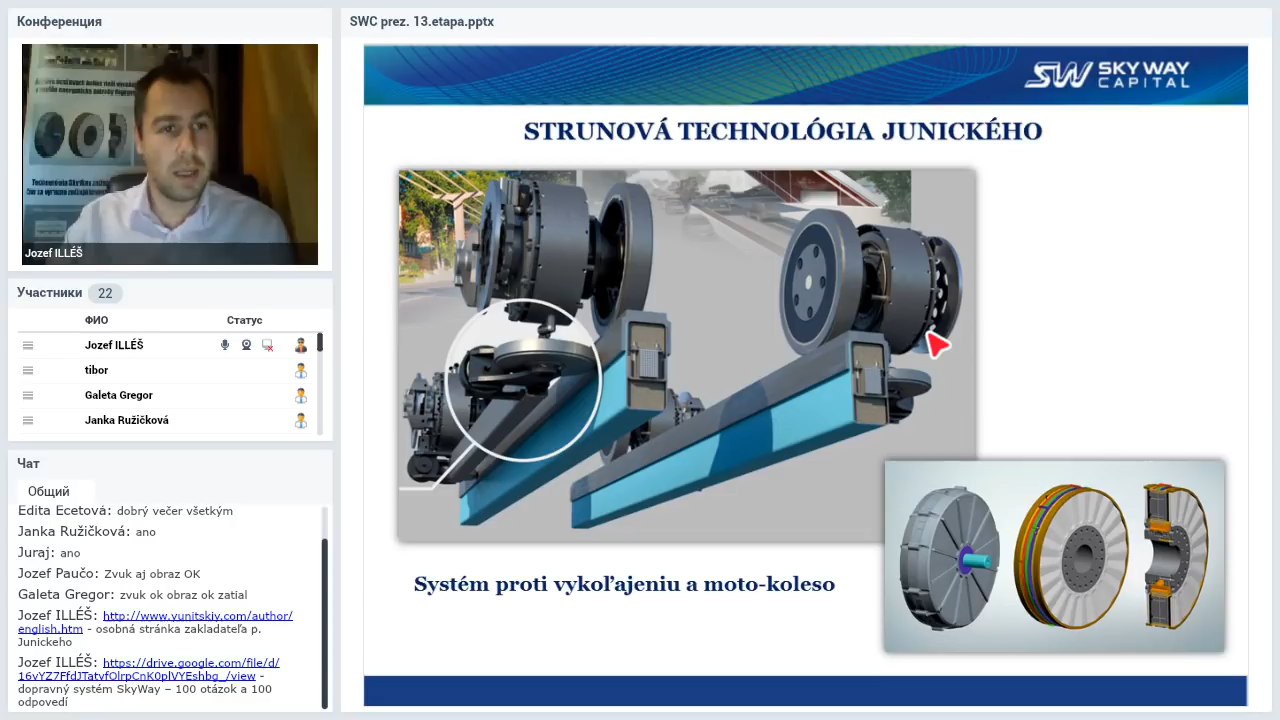 Конференция
Jozef ILLÉŠ
Участники 22
ФИО Статус
Jozef ILLÉŠ
tibor
Galeta Gregor
Janka Ružičková
Чат
Общий
Edita Ecetová: dobrý večer všetkým
Janka Ružičková: ano
Juraj: ano
Jozef Paučo: Zvuk aj obraz OK
Galeta Gregor: zvuk ok obraz ok zatial
Jozef ILLÉŠ: http://www.yunitskiy.com/author/
english.htm - osobná stránka zakladateľa p.
Junickeho
Jozef ILLÉŠ: https://drive.google.com/file/d/
16vYZ7FfdJTatvfOlrpCnK0plVYEshbg_/view -
dopravný systém SkyWay – 100 otázok a 100
odpovedí
SWC prez. 13.etapa.pptx
SW SKY WAY
CAPITAL
STRUNOVÁ TECHNOLÓGIA JUNICKÉHO
Systém proti vykoľajeniu a moto-koleso